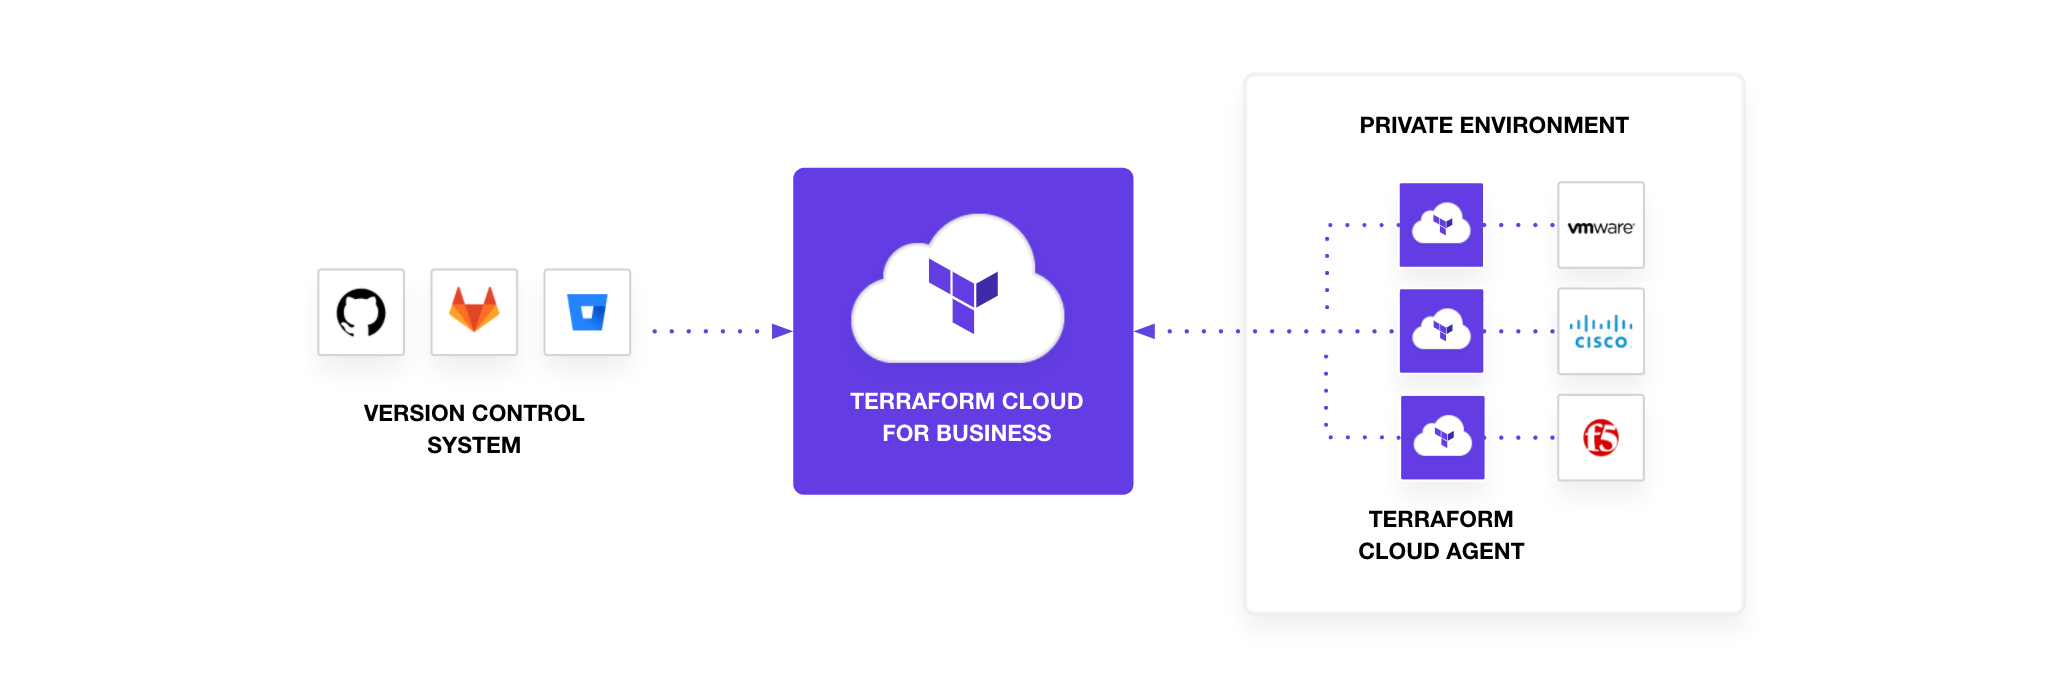 PRIVATE ENVIRONMENT
vmware
CISCO
f5
VERSION CONTROL
SYSTEM
TERRAFORM CLOUD
FOR BUSINESS
TERRAFORM
CLOUD AGENT